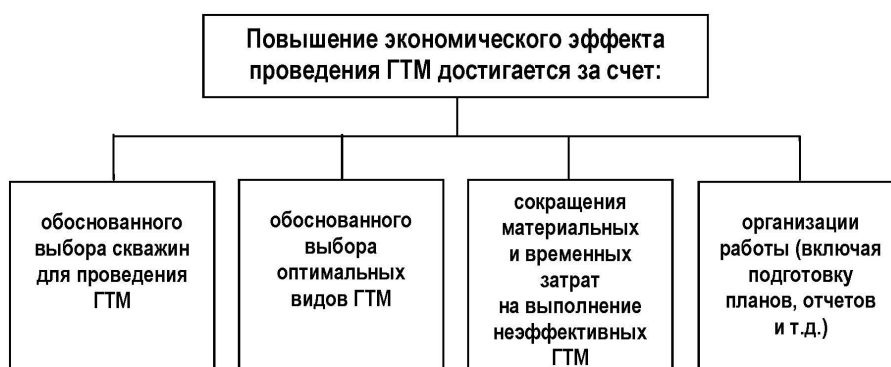 Повышение экономического эффекта
проведения ГТМ достигается за счет:
обоснованного
выбора скважин
для проведения
ГТМ
обоснованного
выбора
оптимальных
видов ГТМ
сокращения
материальных
и временных
затрат
на выполнение
неэффективных
ГТМ
организации
работы (включая
подготовку
планов, отчетов
и т.д.)